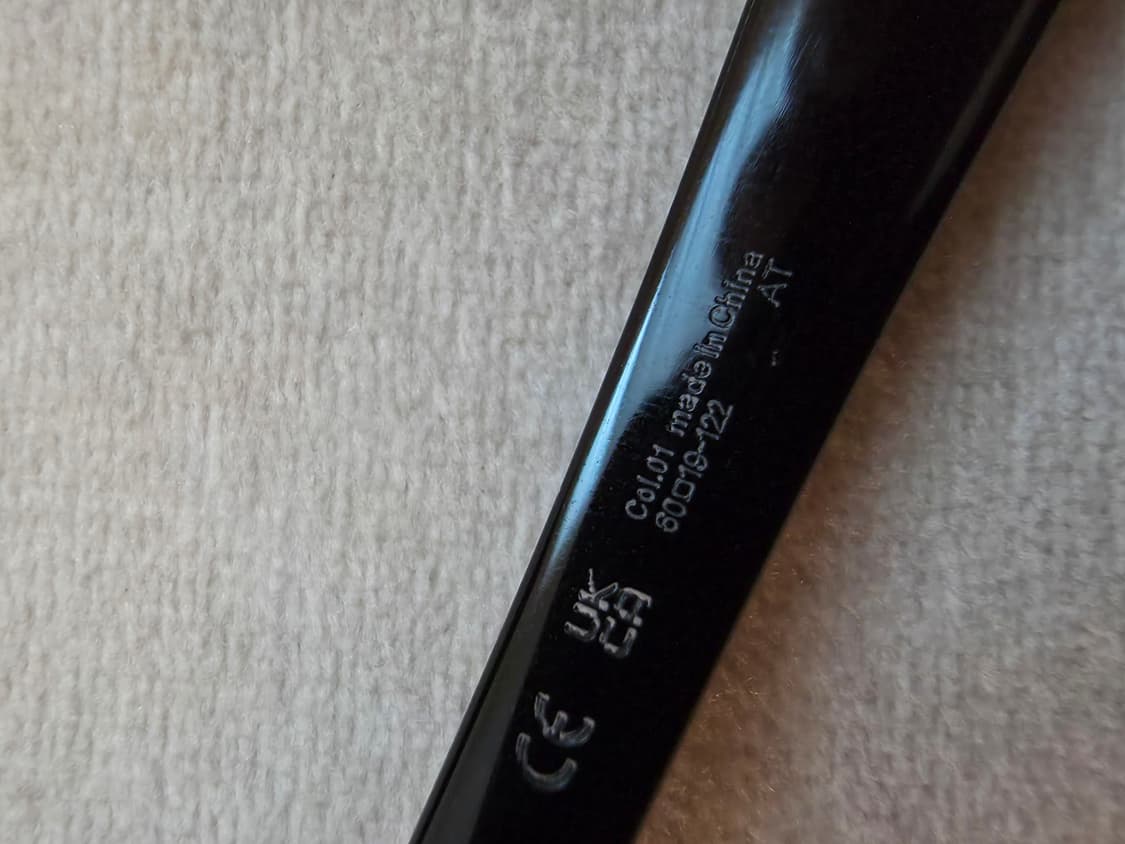 CE
UK
CA
Col.01 made in China
60□19-122 AT